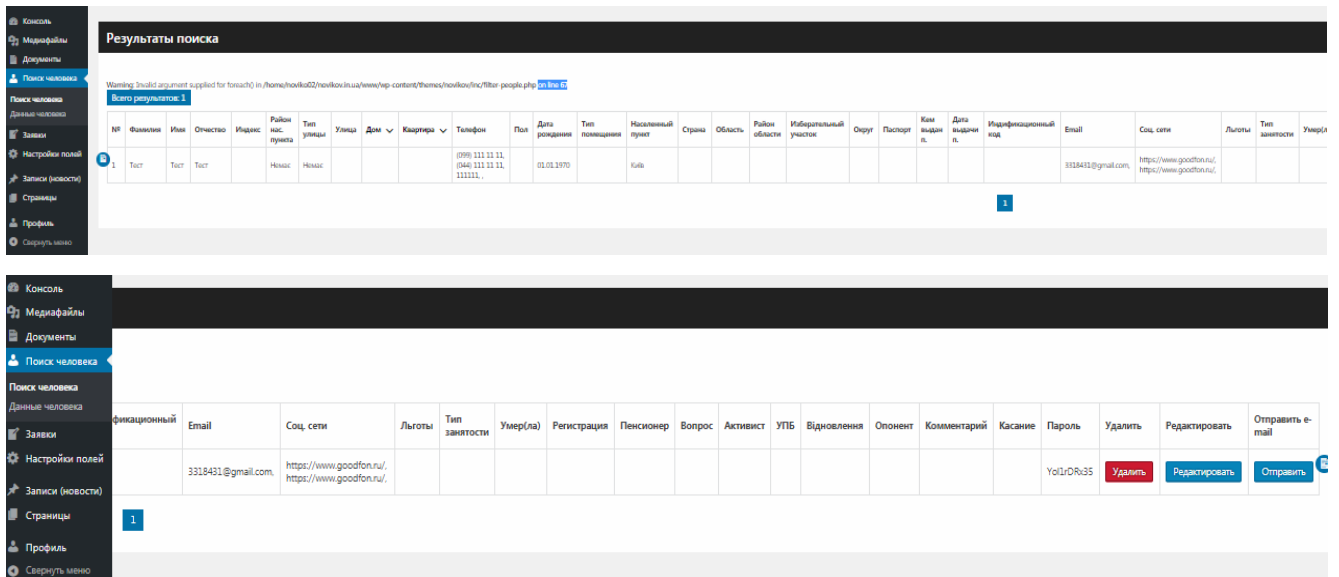 Консоль
Медиафайлы
Документы
Поиск человека
Поиск человека
Данные человека
Заявки
Настройки полей
Записи (новости)
Страницы
Профиль
Свернуть меню
Результаты поиска
Warning: Invalid argument supplied for foreach() in /home/noviko02/novikov.in.ua/www/wp-content/themes/novikov/inc/filter-people.php on line 67
Всего результатов: 1
№ Фамилия Имя Отчество Индекс Район нас. пункта Тип улицы Улица Дом Квартира Телефон Пол Дата рождения Тип помещения Населенный пункт Страна Область Район области Изберательный участок Округ Паспорт Кем выдан п. Дата выдачи п. Индификационный код Email Соц. сети Льготы Тип занятости Умер(л
1 Тест Тест Тест Немає Немає (099) 111 11 11, (044) 111 11 11, 111111, , 01.01.1970 Київ 3318431@gmail.com, https://www.goodfon.ru/, https://www.goodfon.ru/,
1
Консоль
Медиафайлы
Документы
Поиск человека
Поиск человека
Данные человека
Заявки
Настройки полей
Записи (новости)
Страницы
Профиль
Свернуть меню
фикационный Email Соц. сети Льготы Тип занятости Умер(ла) Регистрация Пенсионер Вопрос Активист УПБ Відновлення Опонент Комментарий Касание Пароль Удалить Редактировать Отправить e-mail
3318431@gmail.com, https://www.goodfon.ru/, https://www.goodfon.ru/, Yol1rDRx35 Удалить Редактировать Отправить
1